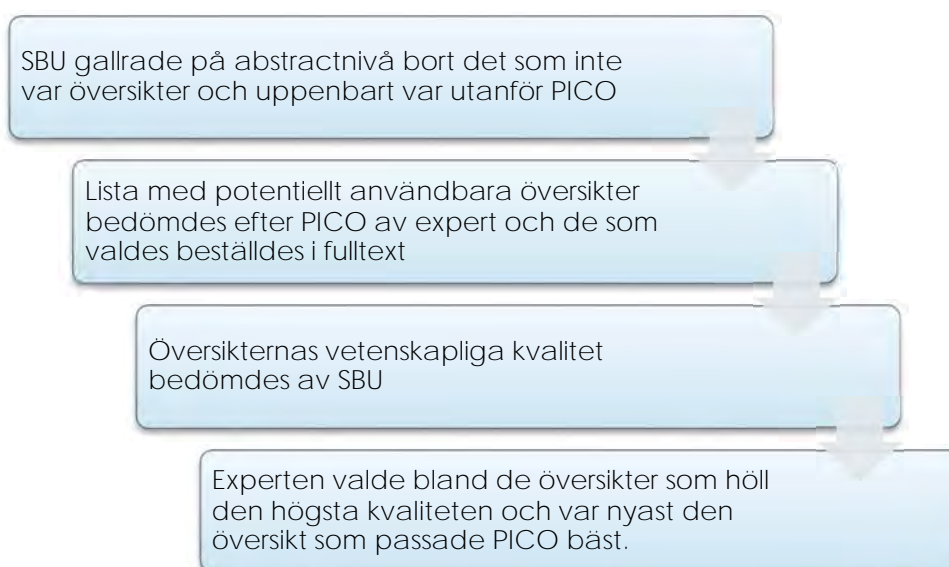 SBU gallrade på abstractnivå bort det som inte
var översikter och uppenbart var utanför PICO
Lista med potentiellt användbara översikter
bedömdes efter PICO av expert och de som
valdes beställdes i fulltext
Översikternas vetenskapliga kvalitet
bedömdes av SBU
Experten valde bland de översikter som höll
den högsta kvaliteten och var nyast den
översikt som passade PICO bäst.